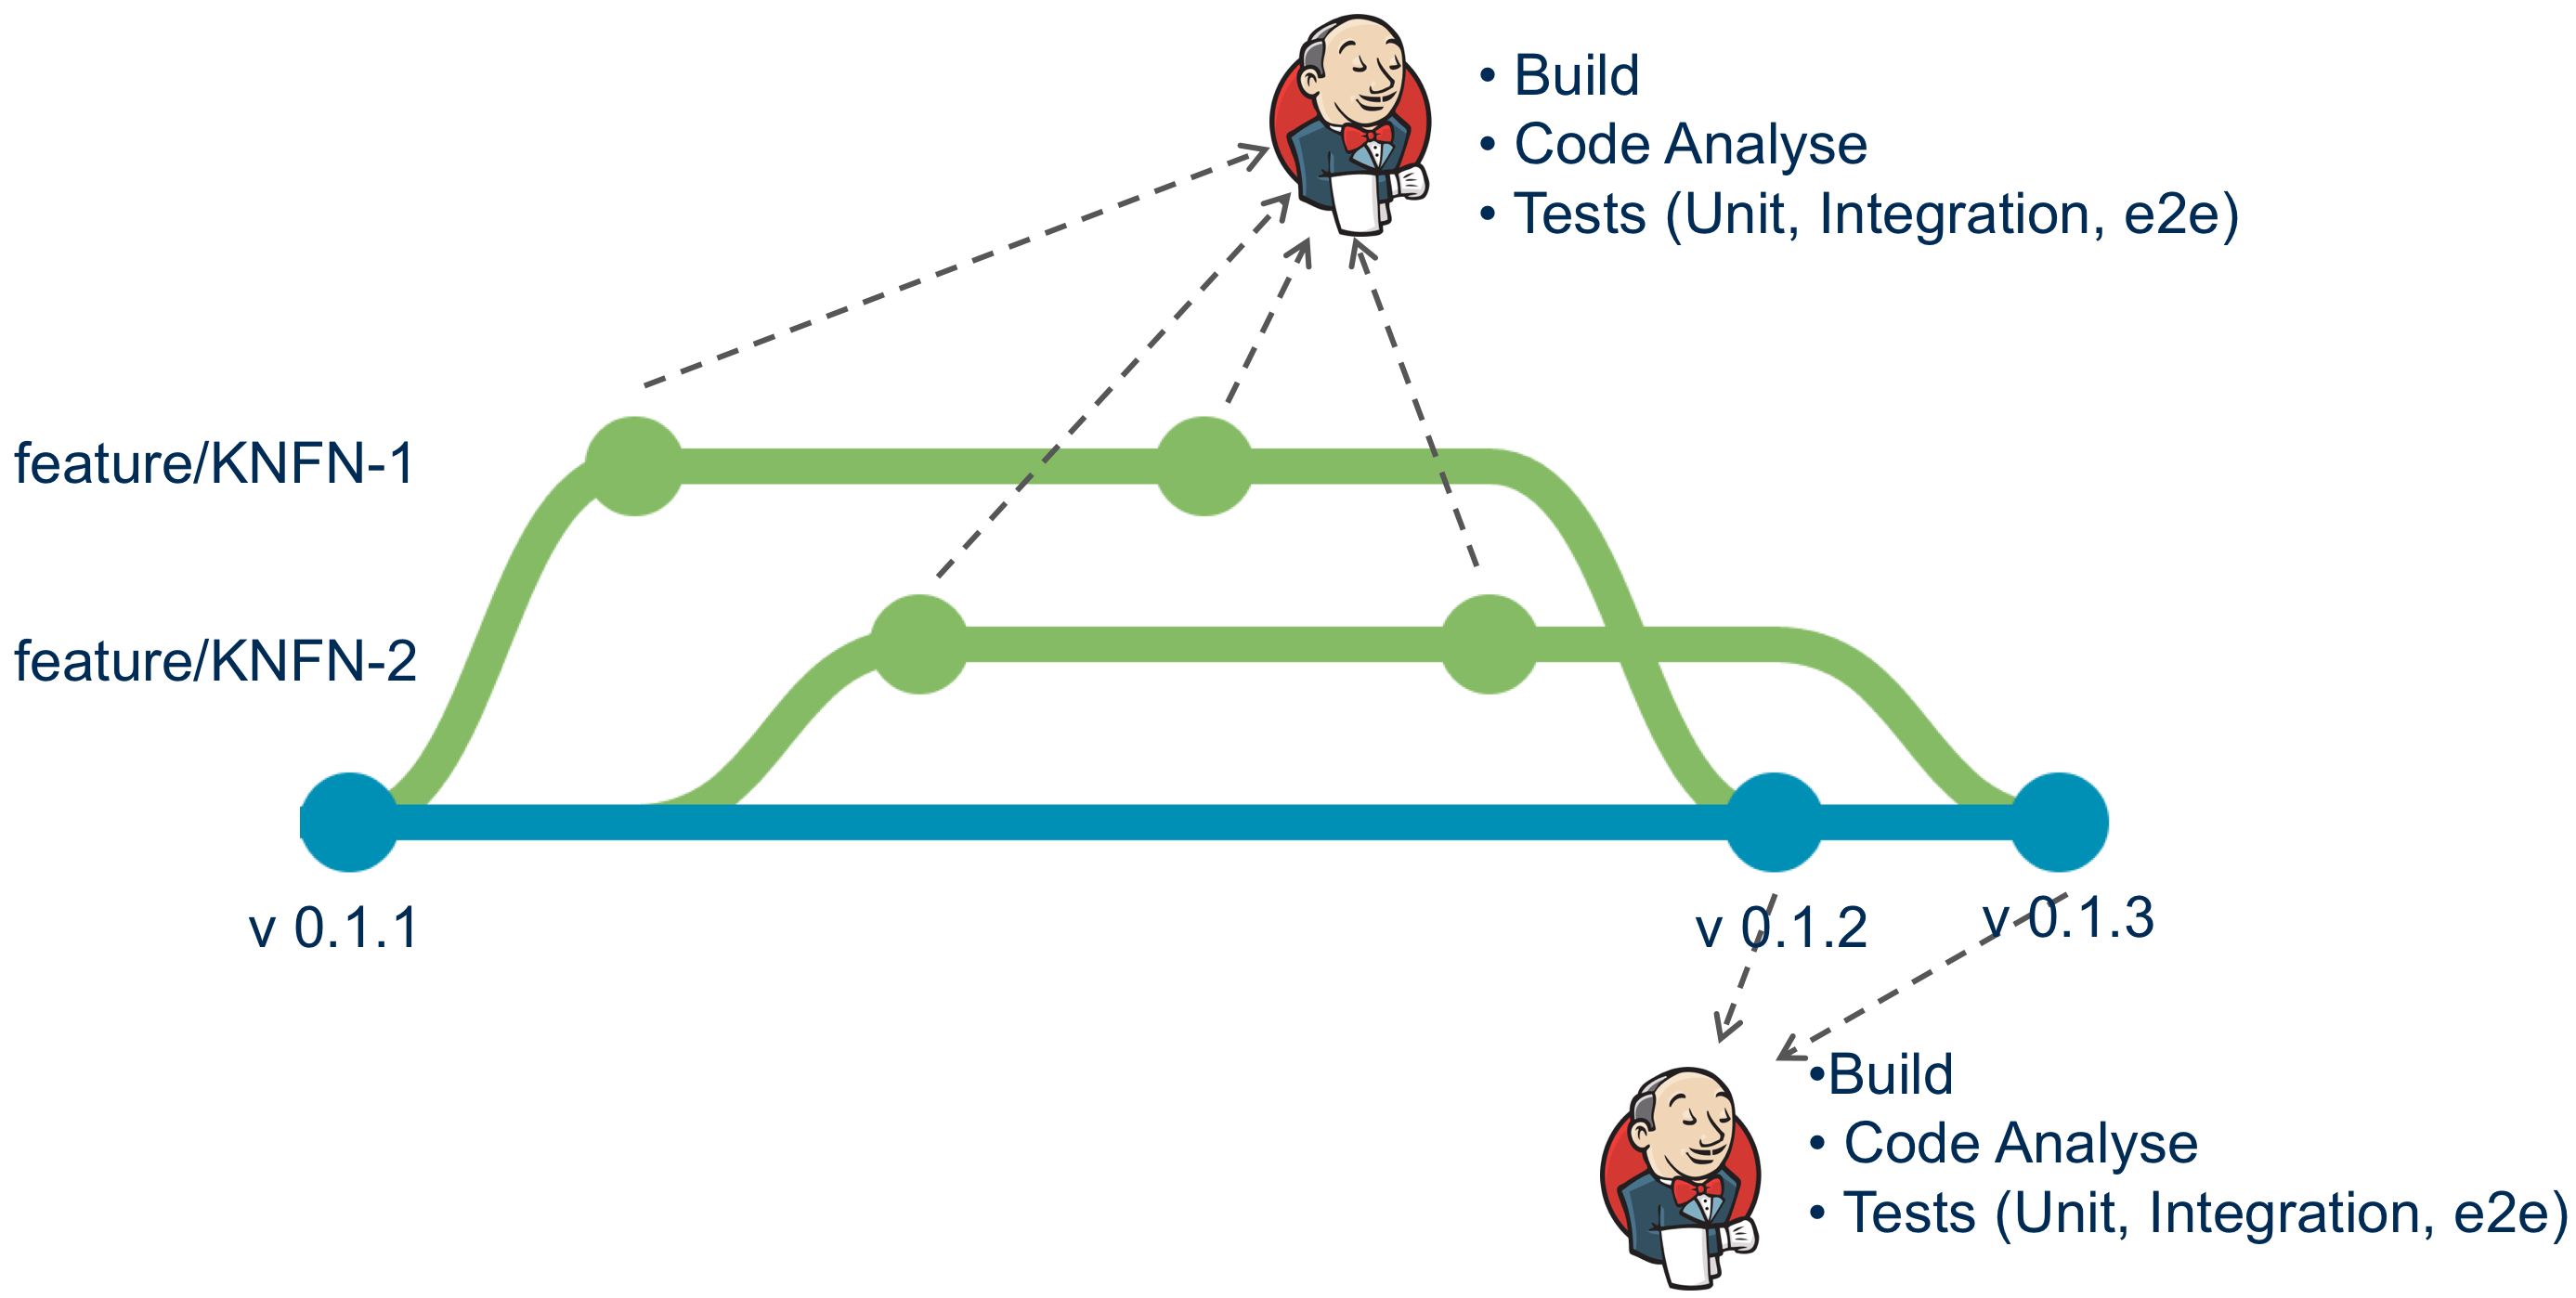 • Build
• Code Analyse
• Tests (Unit, Integration, e2e)
feature/KNFN-1
feature/KNFN-2
v 0.1.1
v 0.1.2
v 0.1.3
•Build
• Code Analyse
• Tests (Unit, Integration, e2e)